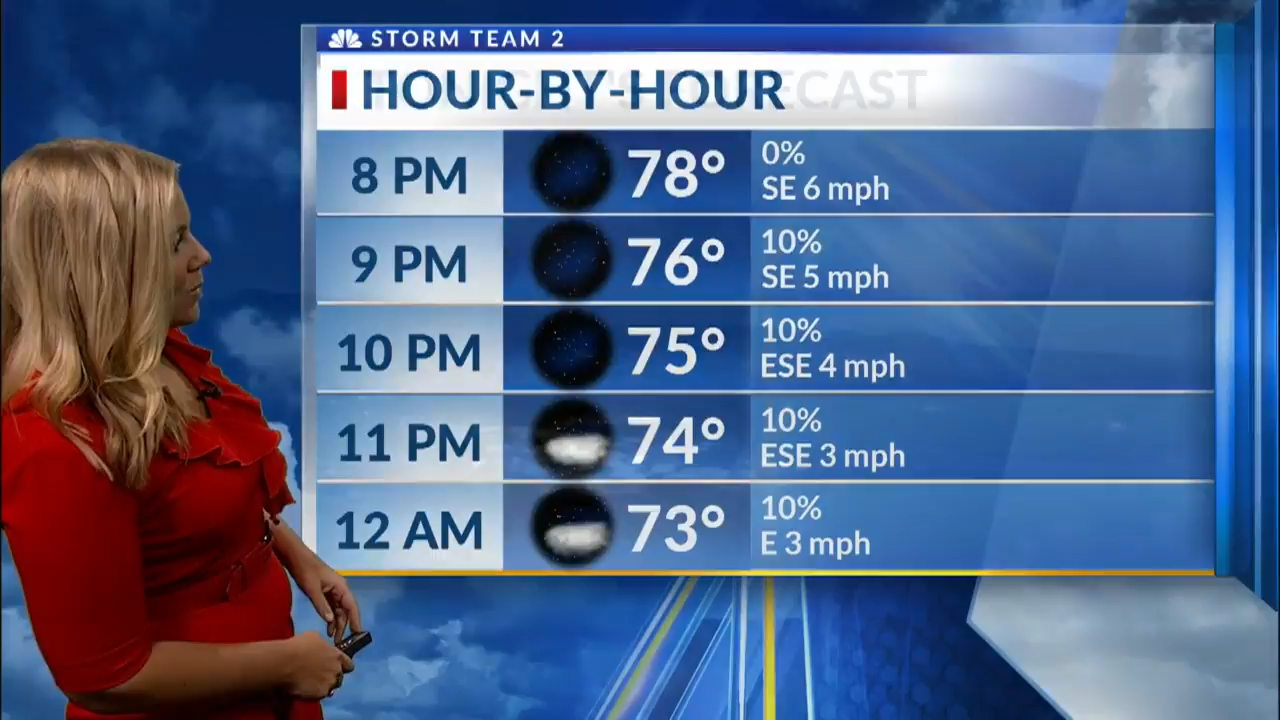 STORM TEAM 2
HOUR-BY-HOUR
8 PM 78° 0%
SE 6 mph
9 PM 76° 10%
SE 5 mph
10 PM 75° 10%
ESE 4 mph
11 PM 74° 10%
ESE 3 mph
12 AM 73° 10%
E 3 mph